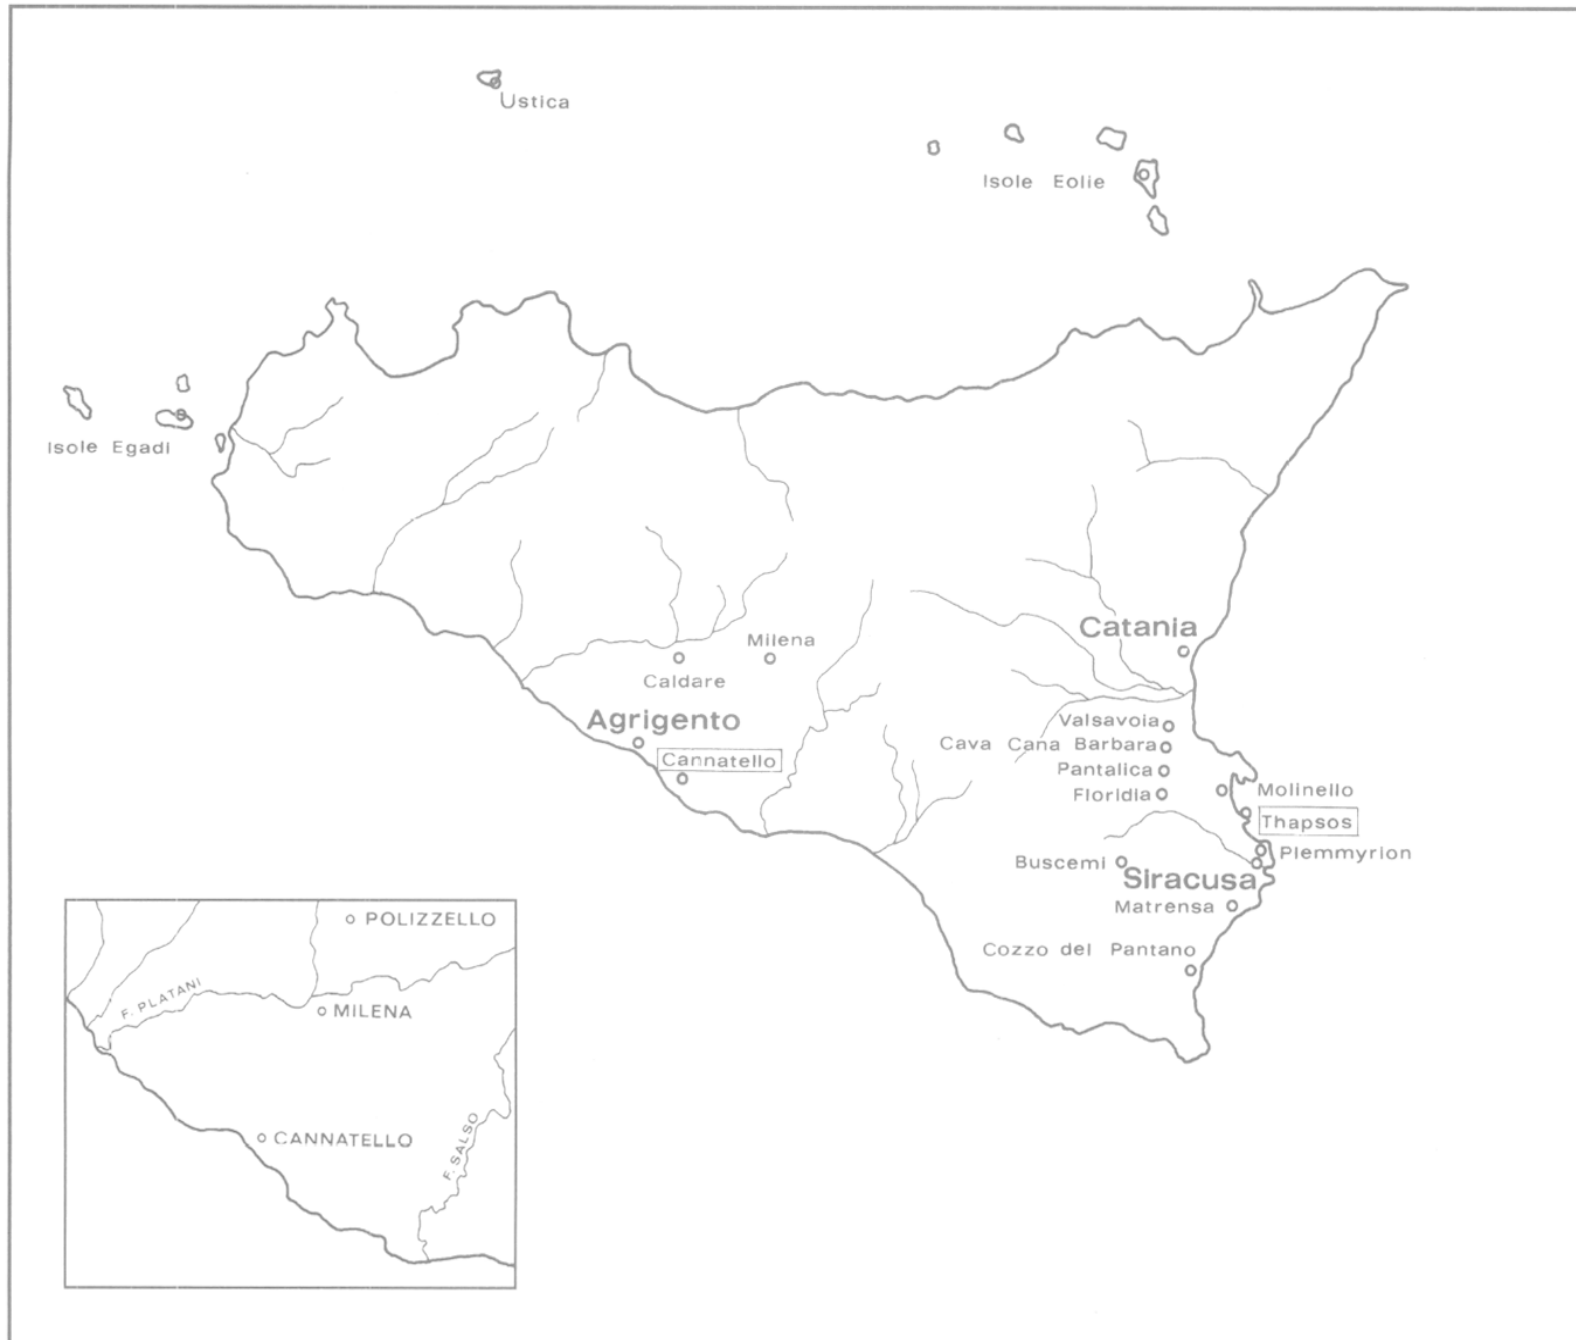 Ustica
Isole Eolie
Isole Egadi
Catania
Milena
Caldare
Agrigento
Cannatello
Valsavoia
Cava Cana Barbara
Pantalica
Floridia
Molinello
Thapsos
Plemmyrion
Buscemi
Siracusa
Matrensa
Cozzo del Pantano
POLIZZELLO
F. PLATANI
MILENA
CANNATELLO
F. SALSO